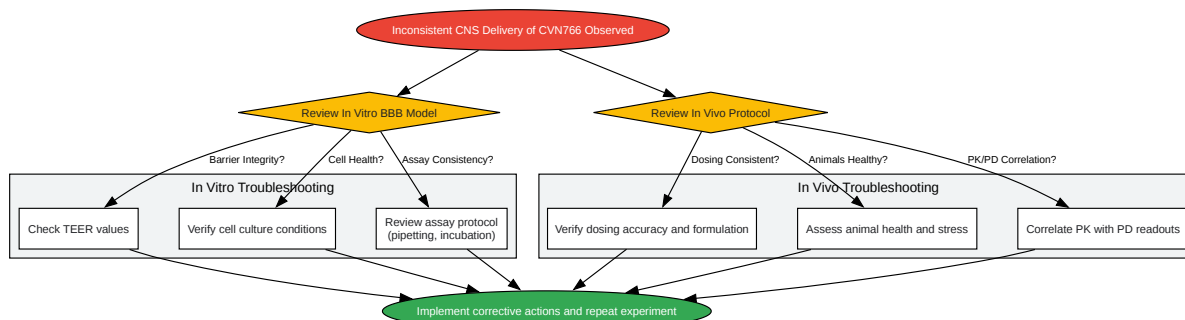 Inconsistent CNS Delivery of CVN766 Observed
Review In Vitro BBB Model
Review In Vivo Protocol
Barrier Integrity?
Cell Health?
Assay Consistency?
Dosing Consistent?
Animals Healthy?
PK/PD Correlation?
In Vitro Troubleshooting
In Vivo Troubleshooting
Check TEER values
Verify cell culture conditions
Review assay protocol
(pipetting, incubation)
Verify dosing accuracy and formulation
Assess animal health and stress
Correlate PK with PD readouts
Implement corrective actions and repeat experiment